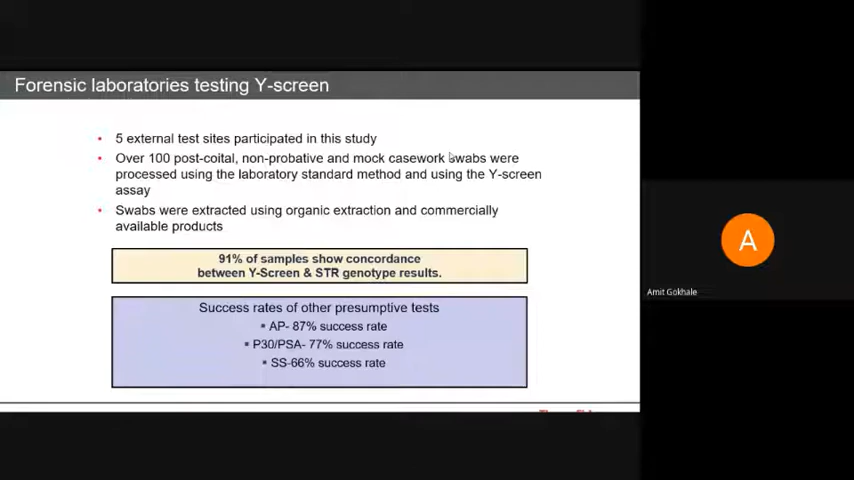 Forensic laboratories testing Y-screen
• 5 external test sites participated in this study
• Over 100 post-coital, non-probative and mock casework swabs were
processed using the laboratory standard method and using the Y-screen
assay
• Swabs were extracted using organic extraction and commercially
available products
91% of samples show concordance
between Y-Screen & STR genotype results.
Success rates of other presumptive tests
▪ AP- 87% success rate
▪ P30/PSA- 77% success rate
▪ SS-66% success rate
A
Amit Gokhale